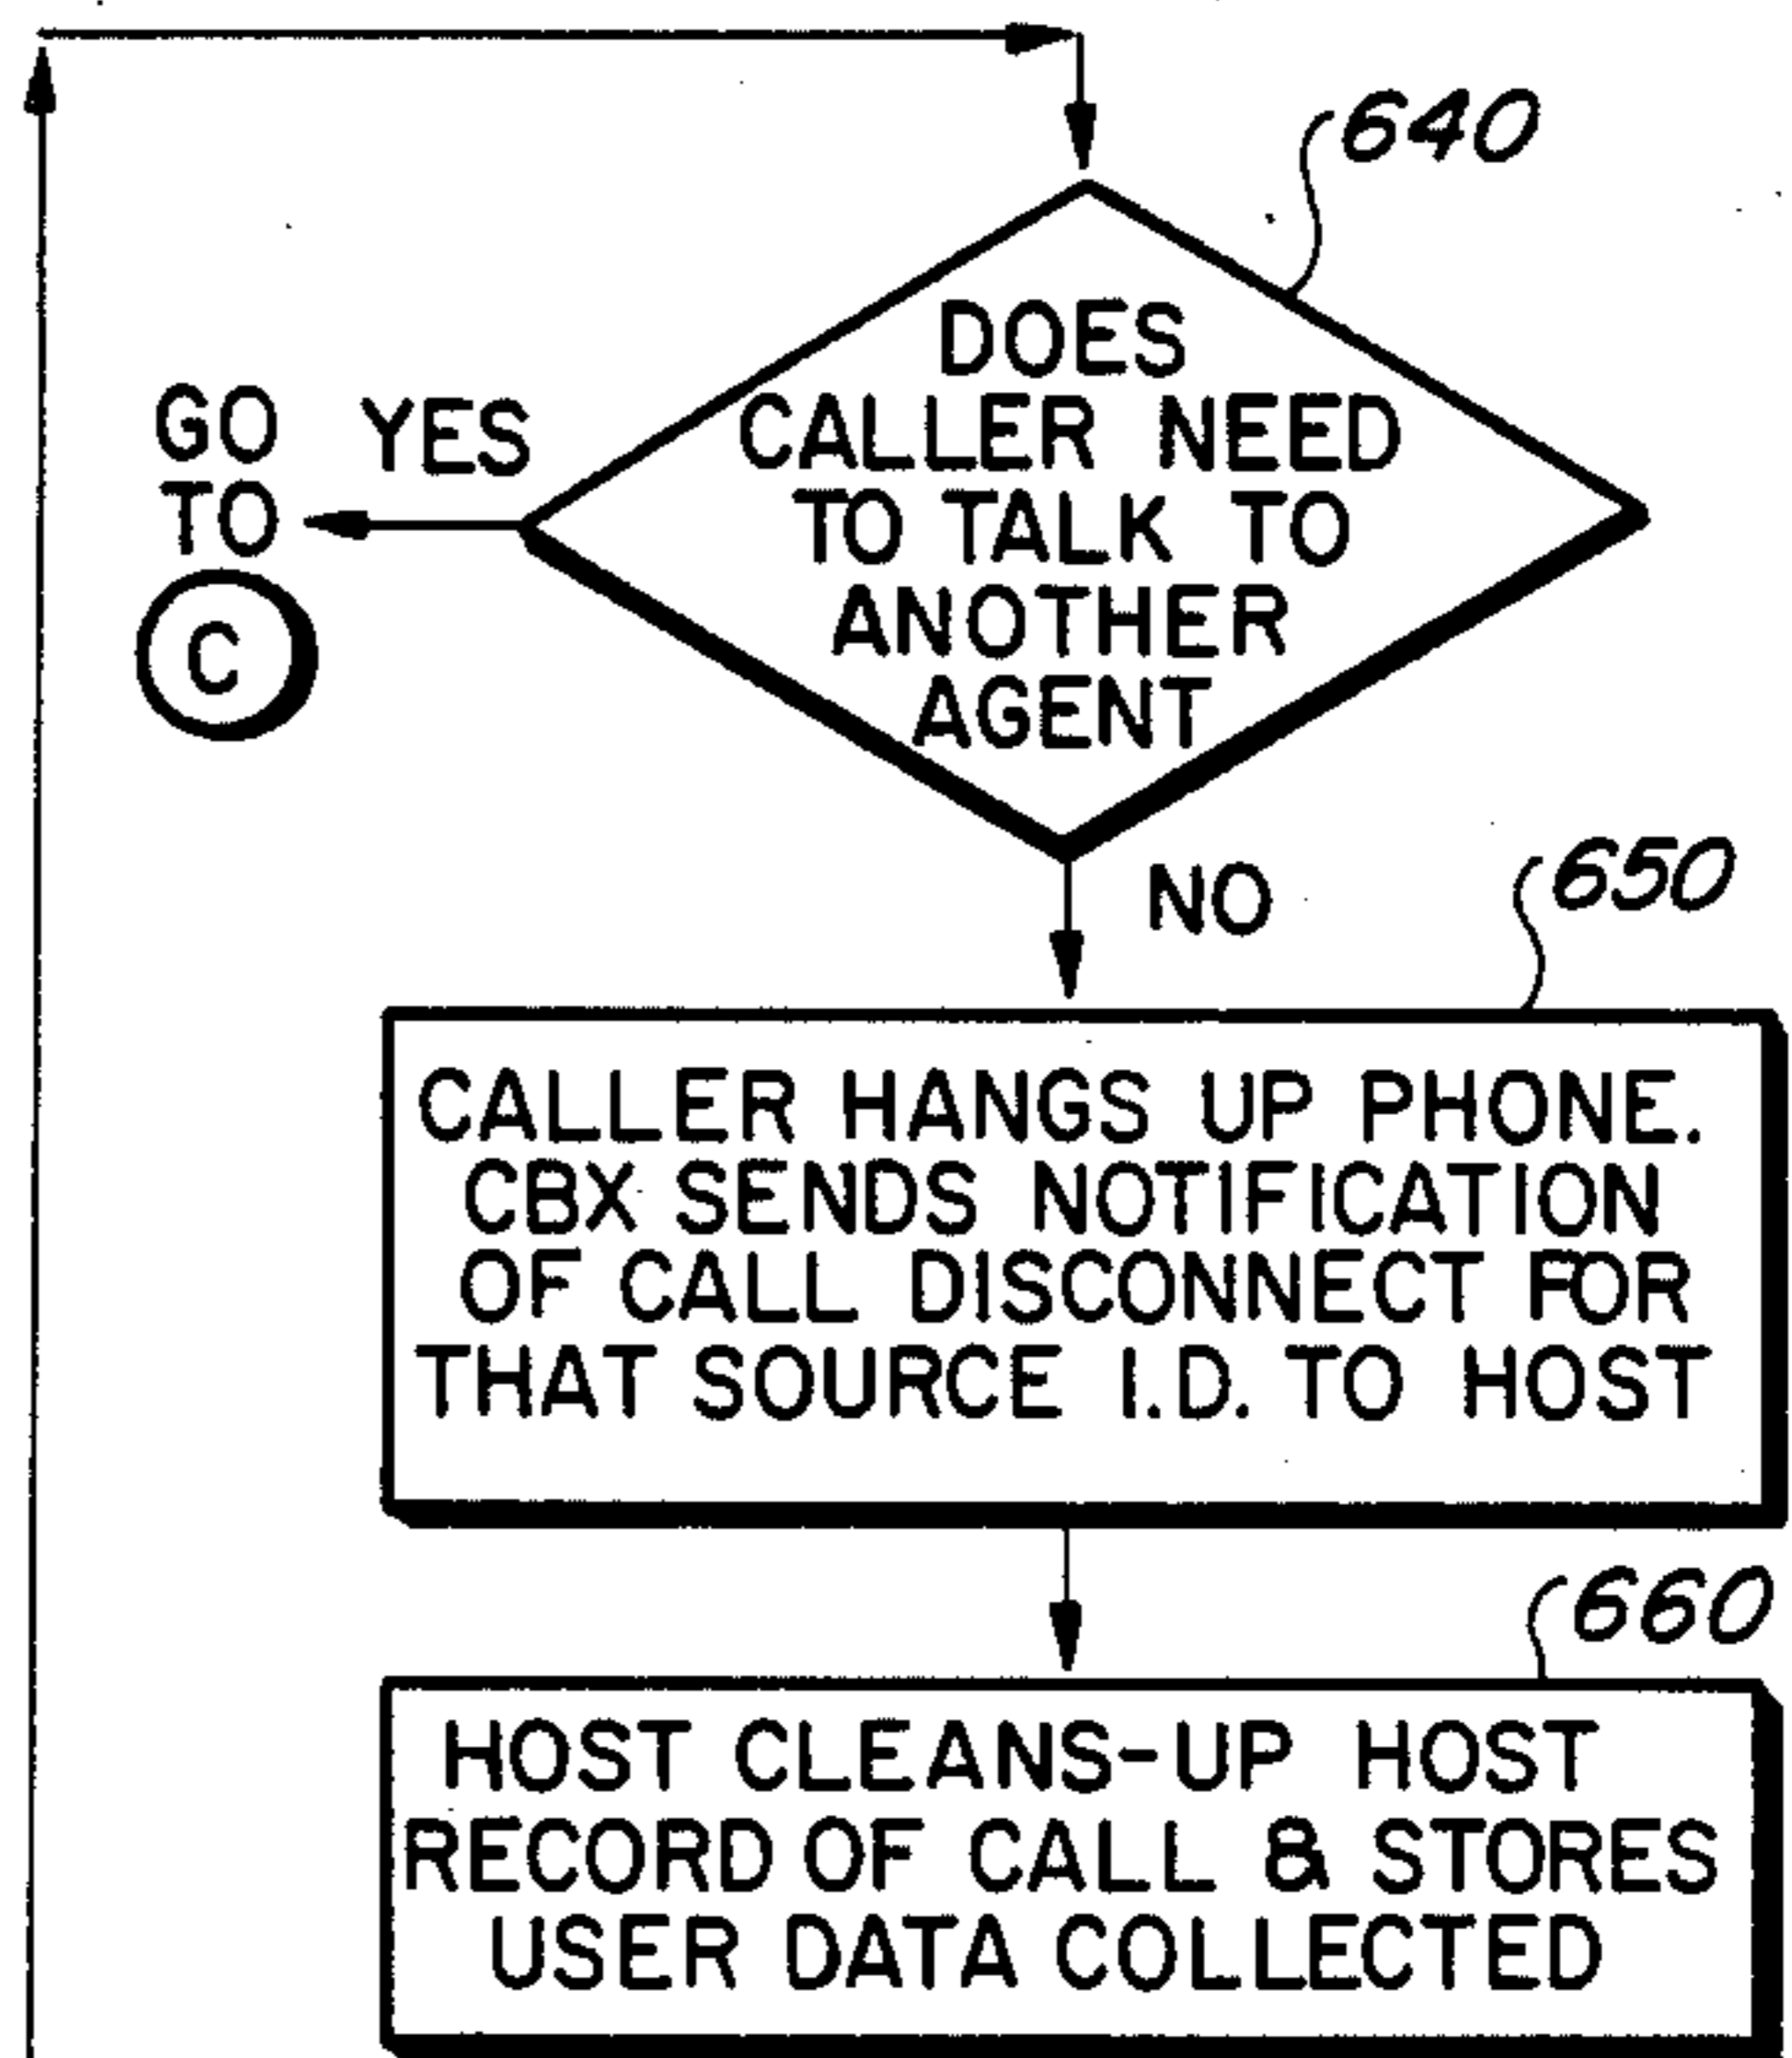 640
DOES
CALLER NEED
TO TALK TO
ANOTHER
AGENT
GO YES
TO
C
NO
650
CALLER HANGS UP PHONE.
CBX SENDS NOTIFICATION
OF CALL DISCONNECT FOR
THAT SOURCE I.D. TO HOST
660
HOST CLEANS-UP HOST
RECORD OF CALL & STORES
USER DATA COLLECTED